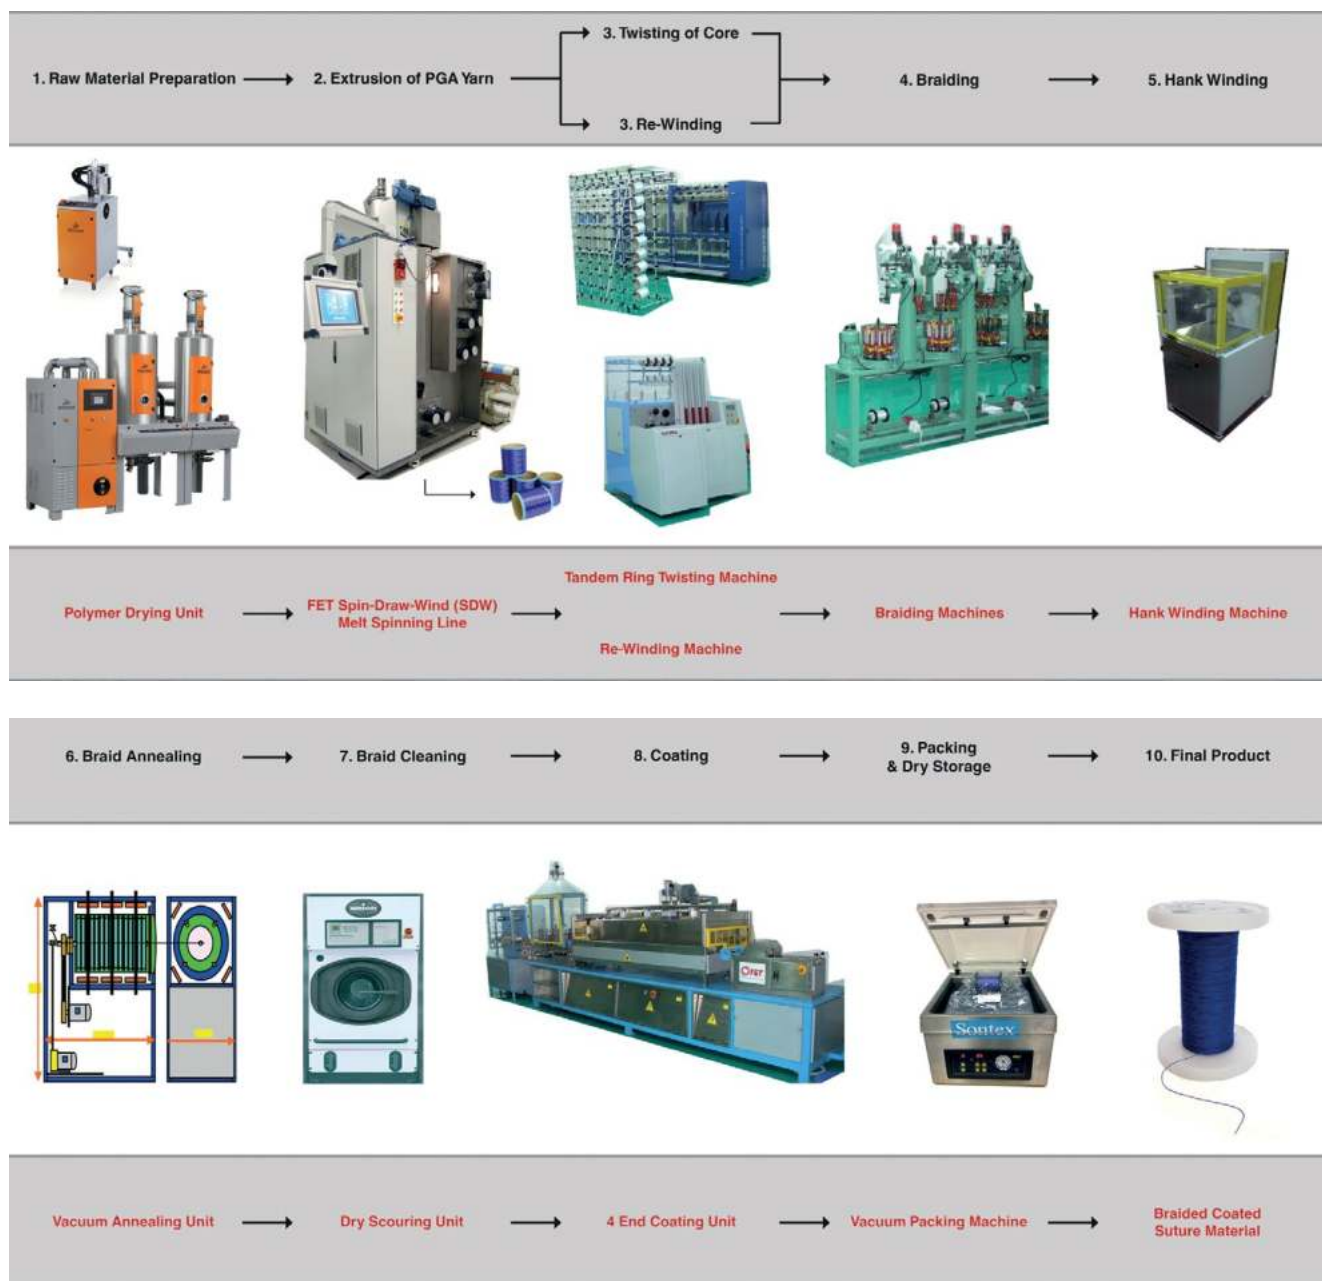 3. Twisting of Core
1. Raw Material Preparation
2. Extrusion of PGA Yarn
4. Braiding
5. Hank Winding
3. Re-Winding
Tandem Ring Twisting Machine
Polymer Drying Unit
FET Spin-Draw-Wind (SDW)
Melt Spinning Line
Braiding Machines
Hank Winding Machine
Re-Winding Machine
6. Braid Annealing
7. Braid Cleaning
8. Coating
9. Packing
& Dry Storage
10. Final Product
FET
Sontex
Vacuum Annealing Unit
Dry Scouring Unit
4 End Coating Unit
Vacuum Packing Machine
Braided Coated
Suture Material